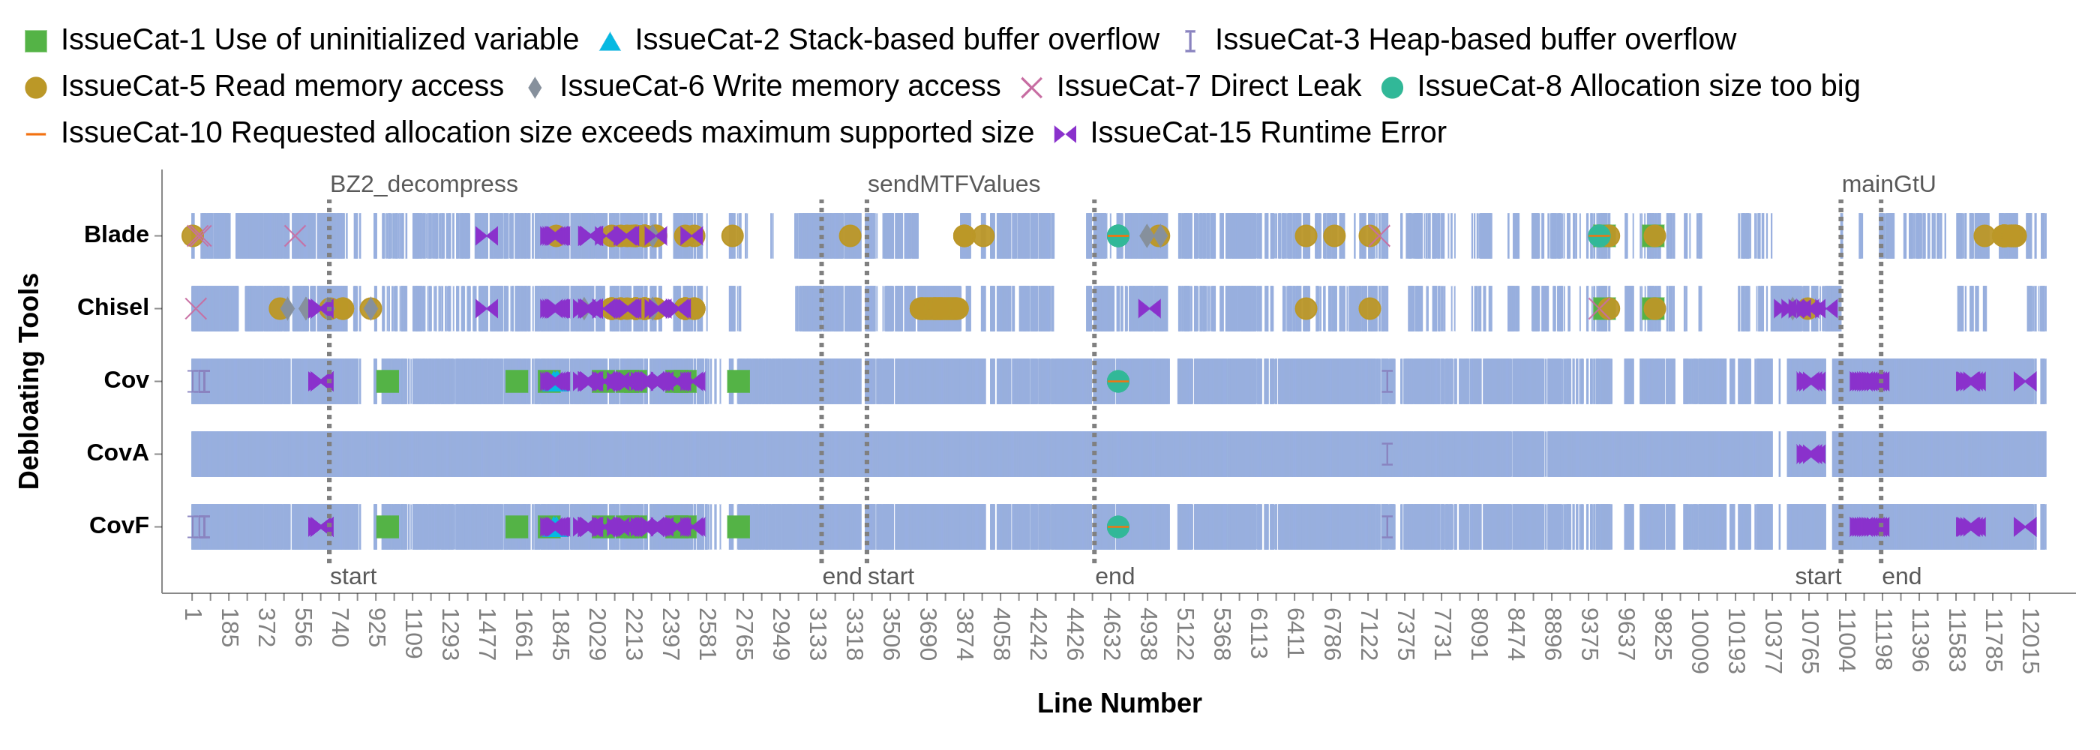 IssueCat-1 Use of uninitialized variable IssueCat-2 Stack-based buffer overflow IssueCat-3 Heap-based buffer overflow
IssueCat-5 Read memory access IssueCat-6 Write memory access IssueCat-7 Direct Leak IssueCat-8 Allocation size too big
IssueCat-10 Requested allocation size exceeds maximum supported size IssueCat-15 Runtime Error
BZ2_decompress sendMTFValues mainGtU
Debloating Tools
Blade
Chisel
Cov
CovA
CovF
start end start end start end
1 185 372 556 740 925 1109 1293 1477 1661 1845 2029 2213 2397 2581 2765 2949 3133 3318 3506 3690 3874 4058 4242 4426 4632 4938 5122 5368 6113 6411 6786 7122 7375 7731 8091 8474 8896 9375 9637 9825 10009 10193 10377 10765 11004 11198 11396 11583 11785 12015
Line Number